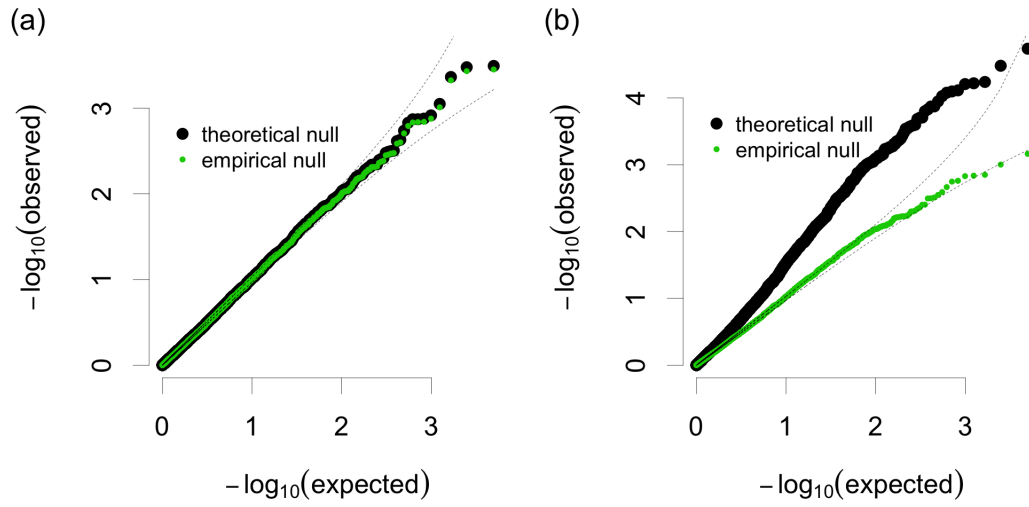 (a)
3
2
1
0
−log10(observed)
theoretical null
empirical null
0 1 2 3
−log10(expected)
(b)
4
3
2
1
0
−log10(observed)
theoretical null
empirical null
0 1 2 3
−log10(expected)